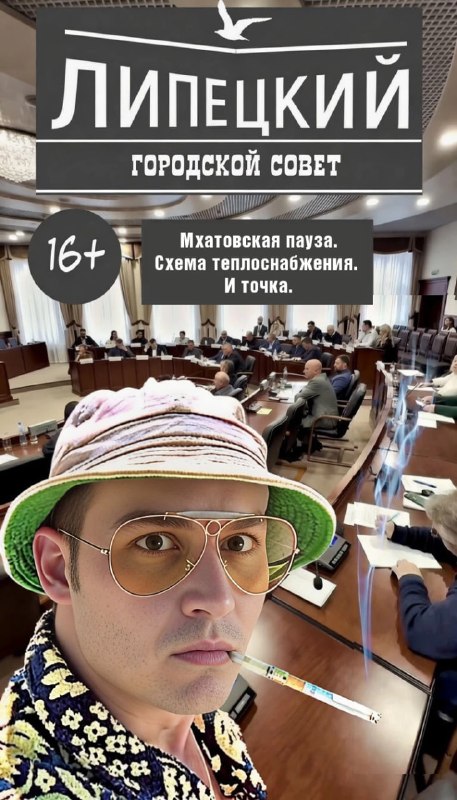 Липецкий
ГОРОДСКОЙ СОВЕТ
16+
Мхатовская пауза.
Схема теплоснабжения.
И точка.